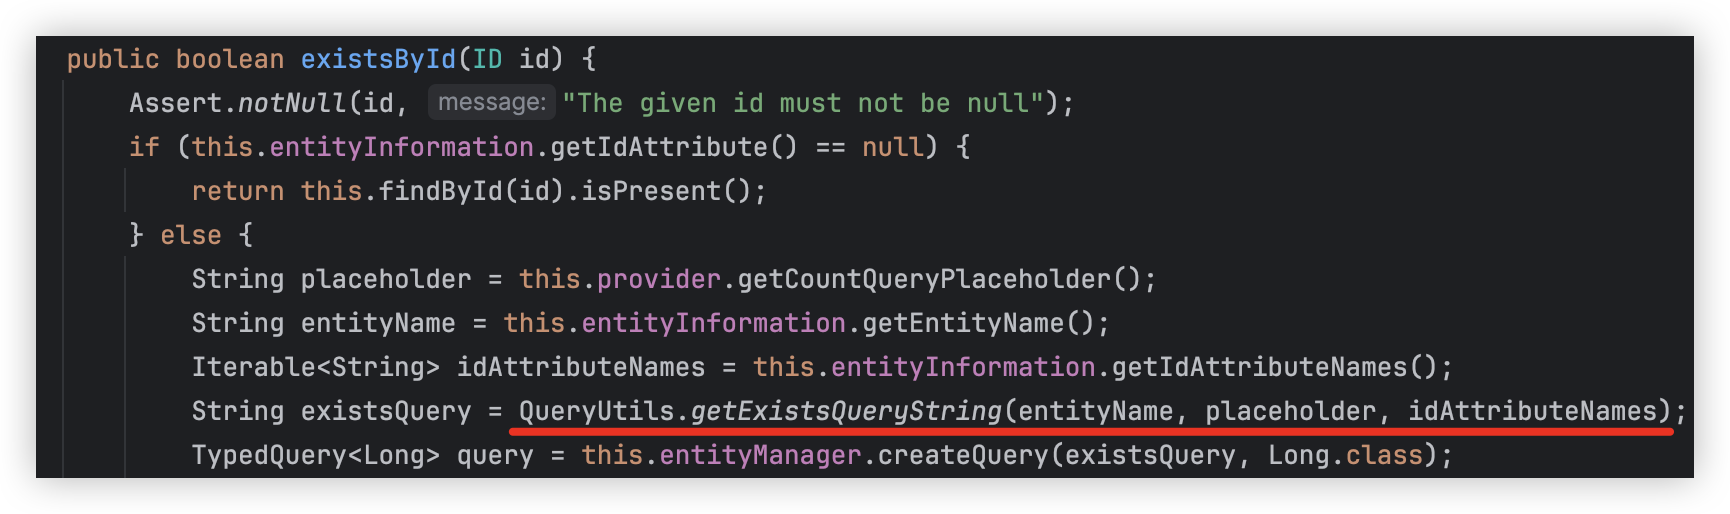 public boolean existsById(ID id) {
Assert.notNull(id, message: "The given id must not be null");
if (this.entityInformation.getIdAttribute() == null) {
return this.findById(id).isPresent();
} else {
String placeholder = this.provider.getCountQueryPlaceholder();
String entityName = this.entityInformation.getEntityName();
Iterable<String> idAttributeNames = this.entityInformation.getIdAttributeNames();
String existsQuery = QueryUtils.getExistsQueryString(entityName, placeholder, idAttributeNames);
TypedQuery<Long> query = this.entityManager.createQuery(existsQuery, Long.class);